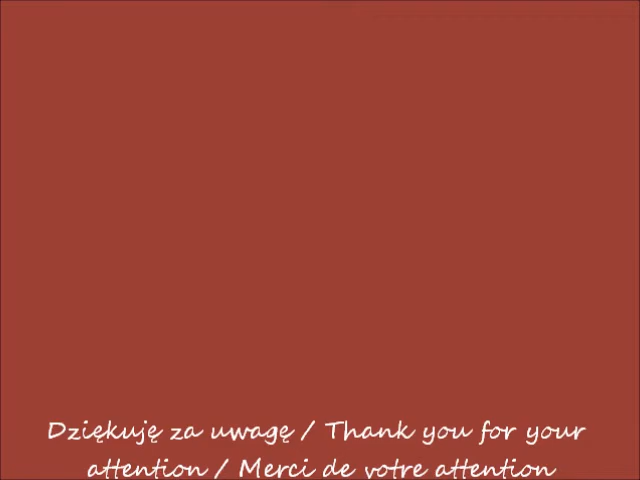 Dziękuję za uwagę / Thank you for your
attention / Merci de votre attention